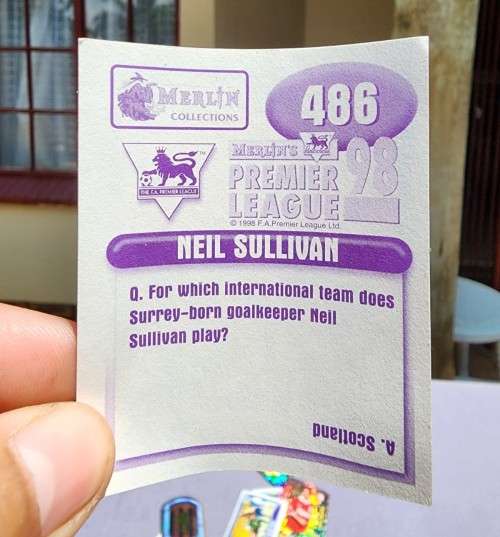 MERLIN
COLLECTIONS
486
THE F.A. PREMIER LEAGUE
TM
MERLIN'S
PREMIER
LEAGUE
98
© 1998 F.A.Premier League Ltd.
NEIL SULLIVAN
Q. For which international team does
Surrey-born goalkeeper Neil
Sullivan play?
A. Scotland